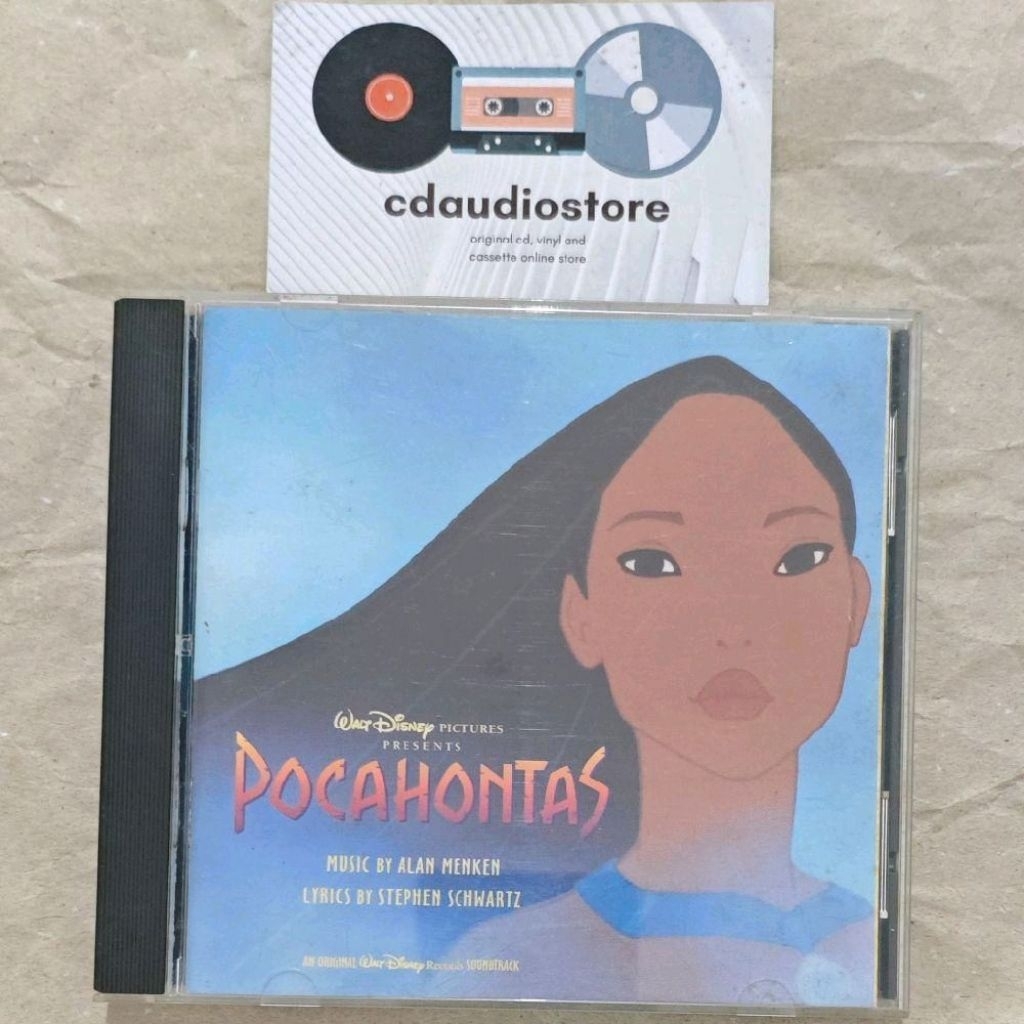 cdaudiostore
original cd, vinyl and
cassette online store
Walt Disney PICTURES
PRESENTS
POCAHONTAS
MUSIC BY ALAN MENKEN
LYRICS BY STEPHEN SCHWARTZ
AN ORIGINAL Walt Disney Records SOUNDTRACK